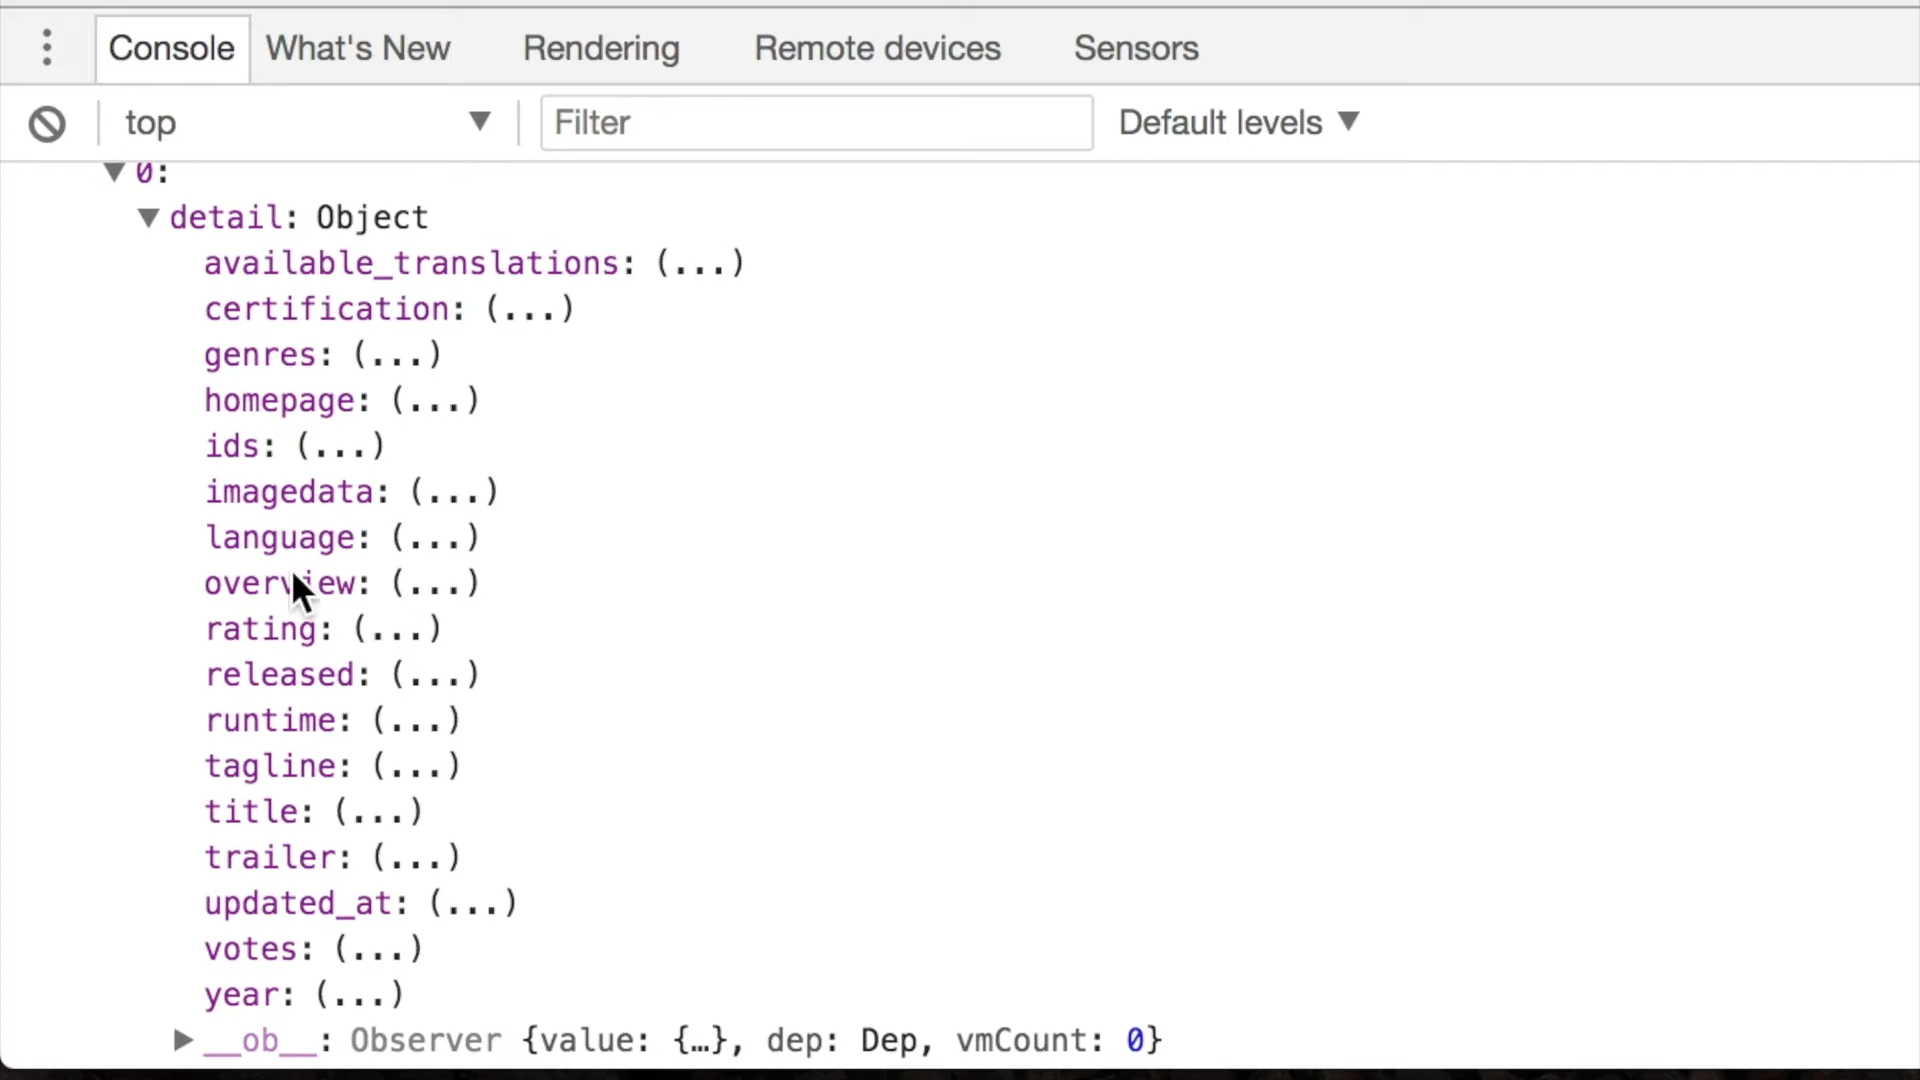 Console What's New Rendering Remote devices Sensors
top Filter Default levels
0:
detail: Object
available_translations: (...)
certification: (...)
genres: (...)
homepage: (...)
ids: (...)
imagedata: (...)
language: (...)
overview: (...)
rating: (...)
released: (...)
runtime: (...)
tagline: (...)
title: (...)
trailer: (...)
updated_at: (...)
votes: (...)
year: (...)
__ob__: Observer {value: {…}, dep: Dep, vmCount: 0}